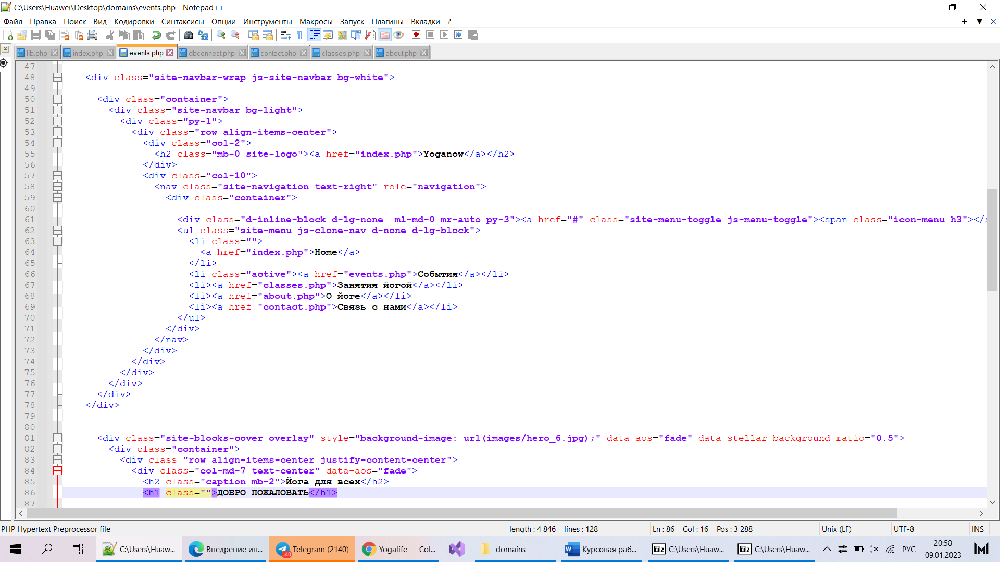 C:\Users\Huawei\Desktop\domains\events.php - Notepad++
Файл Правка Поиск Вид Кодировки Синтаксисы Опции Инструменты Макросы Запуск Плагины Вкладки ?
lib.php index.php events.php dbconnect.php contact.php classes.php about.php
47
48 <div class="site-navbar-wrap js-site-navbar bg-white">
49
50 <div class="container">
51 <div class="site-navbar bg-light">
52 <div class="py-1">
53 <div class="row align-items-center">
54 <div class="col-2">
55 <h2 class="mb-0 site-logo"><a href="index.php">Yoganow</a></h2>
56 </div>
57 <div class="col-10">
58 <nav class="site-navigation text-right" role="navigation">
59 <div class="container">
60
61 <div class="d-inline-block d-lg-none  ml-md-0 mr-auto py-3"><a href="#" class="site-menu-toggle js-menu-toggle"><span class="icon-menu h3"></s
62 <ul class="site-menu js-clone-nav d-none d-lg-block">
63 <li class="">
64 <a href="index.php">Home</a>
65 </li>
66 <li class="active"><a href="events.php">События</a></li>
67 <li><a href="classes.php">Занятия йогой</a></li>
68 <li><a href="about.php">О йоге</a></li>
69 <li><a href="contact.php">Связь с нами</a></li>
70 </ul>
71 </div>
72 </nav>
73 </div>
74 </div>
75 </div>
76 </div>
77 </div>
78 </div>
79
80
81 <div class="site-blocks-cover overlay" style="background-image: url(images/hero_6.jpg);" data-aos="fade" data-stellar-background-ratio="0.5">
82 <div class="container">
83 <div class="row align-items-center justify-content-center">
84 <div class="col-md-7 text-center" data-aos="fade">
85 <h2 class="caption mb-2">Йога для всех</h2>
86 <h1 class="">ДОБРО ПОЖАЛОВАТЬ</h1>
87
PHP Hypertext Preprocessor file length : 4 846 lines : 128 Ln : 86 Col : 16 Pos : 3 288 Unix (LF) UTF-8 INS
C:\Users\Huaw... Внедрение ин... Telegram (2140) ..40 Yogalife — Col... domains Курсовая раб... C:\Users\Huaw... C:\Users\Huaw... РУС 20:58
09.01.2023